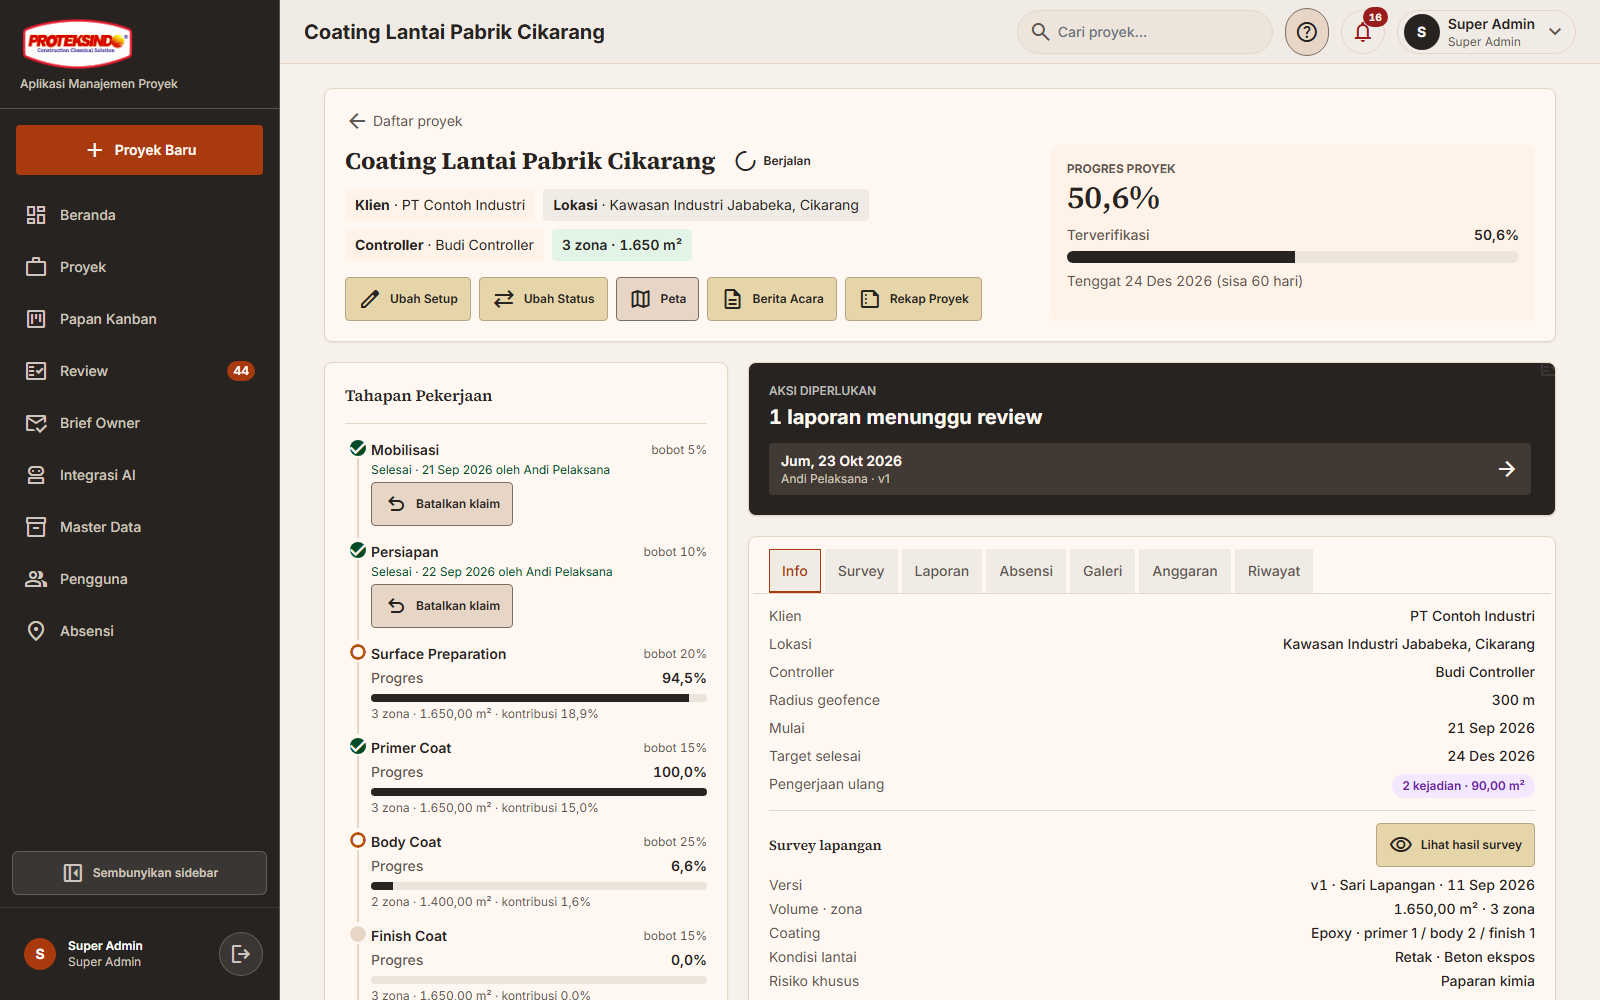 PROTEKSINDO
Construction Chemical Solution
Aplikasi Manajemen Proyek
Proyek Baru
Beranda
Proyek
Papan Kanban
Review 44
Brief Owner
Integrasi AI
Master Data
Pengguna
Absensi
Sembunyikan sidebar
S Super Admin
Super Admin
Coating Lantai Pabrik Cikarang
Cari proyek...
16
S Super Admin
Super Admin
Daftar proyek
Coating Lantai Pabrik Cikarang Berjalan
Klien · PT Contoh Industri Lokasi · Kawasan Industri Jababeka, Cikarang
Controller · Budi Controller 3 zona · 1.650 m²
Ubah Setup Ubah Status Peta Berita Acara Rekap Proyek
PROGRES PROYEK
50,6%
Terverifikasi 50,6%
Tenggat 24 Des 2026 (sisa 60 hari)
Tahapan Pekerjaan
Mobilisasi bobot 5%
Selesai · 21 Sep 2026 oleh Andi Pelaksana
Batalkan klaim
Persiapan bobot 10%
Selesai · 22 Sep 2026 oleh Andi Pelaksana
Batalkan klaim
Surface Preparation bobot 20%
Progres 94,5%
3 zona · 1.650,00 m² · kontribusi 18,9%
Primer Coat bobot 15%
Progres 100,0%
3 zona · 1.650,00 m² · kontribusi 15,0%
Body Coat bobot 25%
Progres 6,6%
2 zona · 1.400,00 m² · kontribusi 1,6%
Finish Coat bobot 15%
Progres 0,0%
3 zona · 1.650,00 m² · kontribusi 0,0%
AKSI DIPERLUKAN
1 laporan menunggu review
Jum, 23 Okt 2026
Andi Pelaksana · v1
Info Survey Laporan Absensi Galeri Anggaran Riwayat
Klien PT Contoh Industri
Lokasi Kawasan Industri Jababeka, Cikarang
Controller Budi Controller
Radius geofence 300 m
Mulai 21 Sep 2026
Target selesai 24 Des 2026
Pengerjaan ulang 2 kejadian · 90,00 m²
Survey lapangan Lihat hasil survey
Versi v1 · Sari Lapangan · 11 Sep 2026
Volume · zona 1.650,00 m² · 3 zona
Coating Epoxy · primer 1 / body 2 / finish 1
Kondisi lantai Retak · Beton ekspos
Risiko khusus Paparan kimia